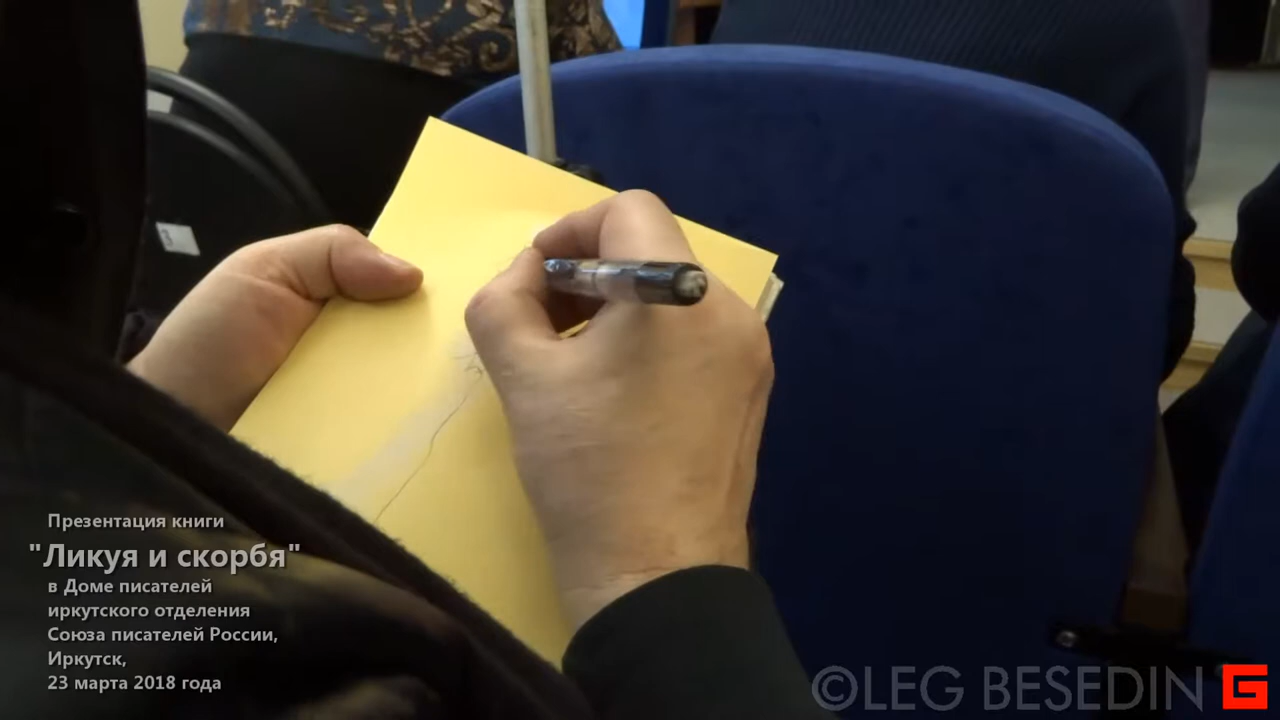 Презентация книги
"Ликуя и скорбя"
в Доме писателей
иркутского отделения
Союза писателей России,
Иркутск,
23 марта 2018 года
©LEG BESEDIN G